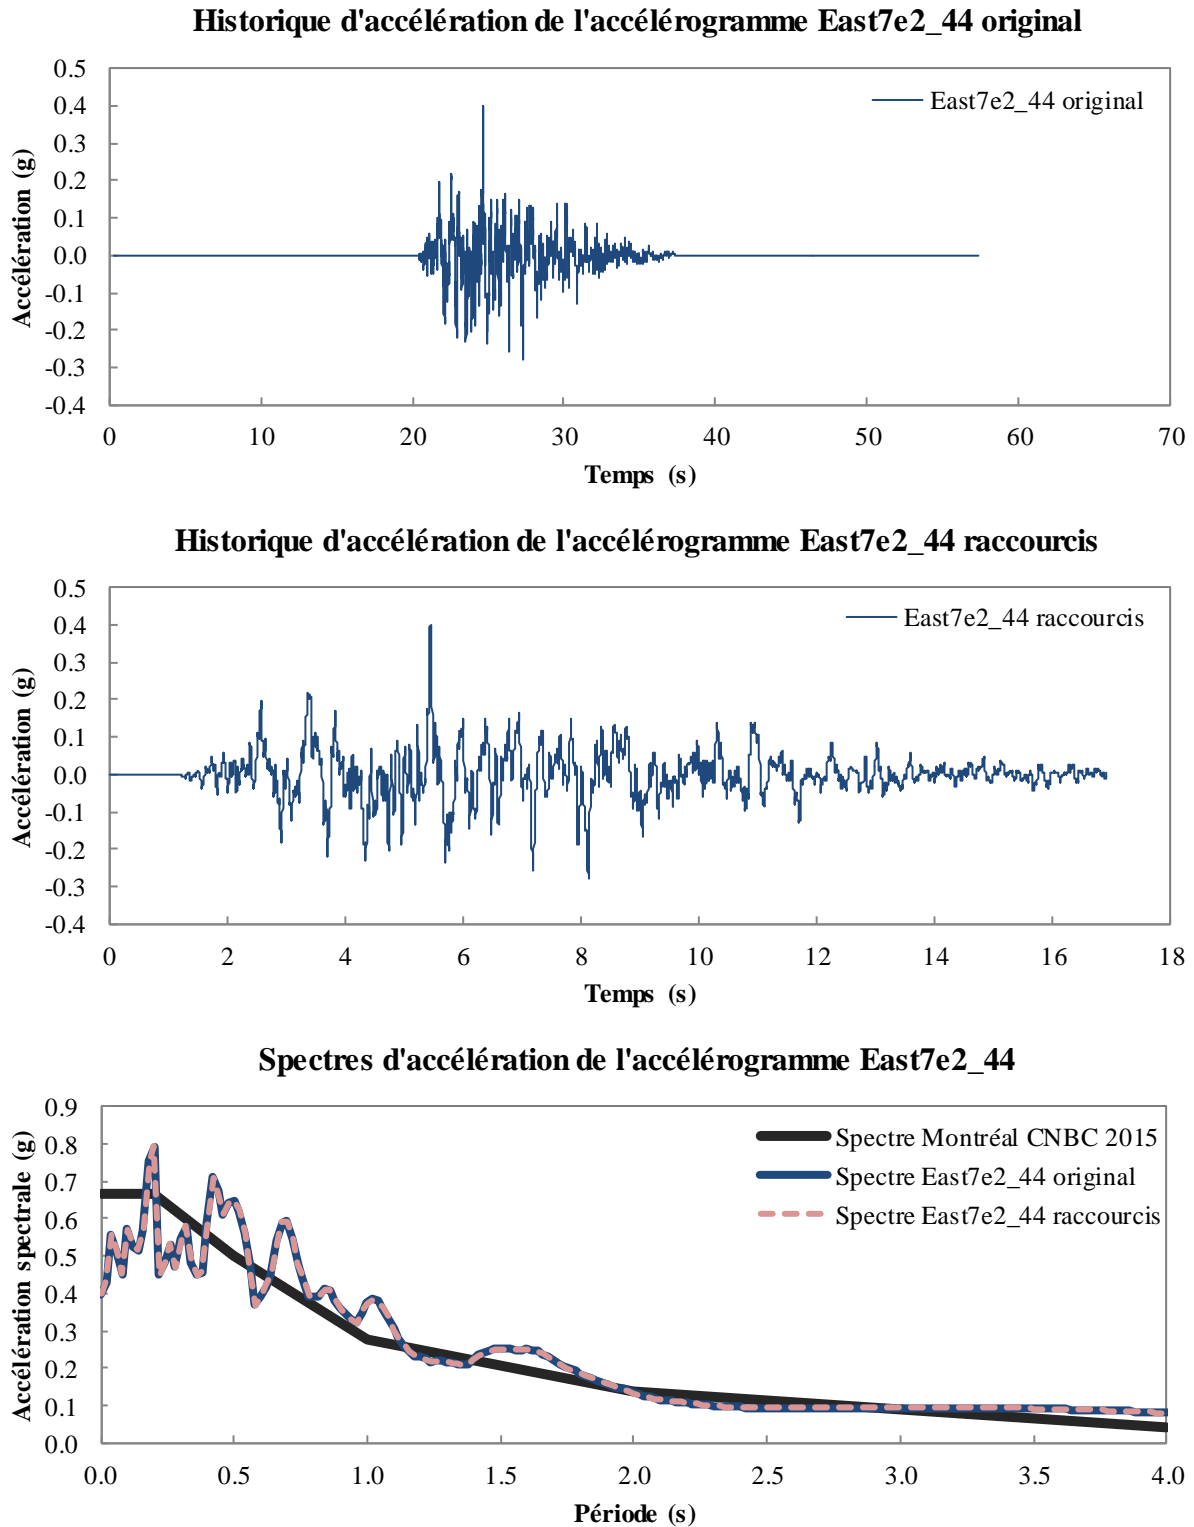 Historique d'accélération de l'accélérogramme East7e2_44 original
0.5
0.4
0.3
0.2
0.1
0.0
-0.1
-0.2
-0.3
-0.4
Accélération (g)
East7e2_44 original
0 10 20 30 40 50 60 70
Temps (s)
Historique d'accélération de l'accélérogramme East7e2_44 raccourcis
0.5
0.4
0.3
0.2
0.1
0.0
-0.1
-0.2
-0.3
-0.4
Accélération (g)
East7e2_44 raccourcis
0 2 4 6 8 10 12 14 16 18
Temps (s)
Spectres d'accélération de l'accélérogramme East7e2_44
0.9
0.8
0.7
0.6
0.5
0.4
0.3
0.2
0.1
0.0
Accélération spectrale (g)
Spectre Montréal CNBC 2015
Spectre East7e2_44 original
Spectre East7e2_44 raccourcis
0.0 0.5 1.0 1.5 2.0 2.5 3.0 3.5 4.0
Période (s)